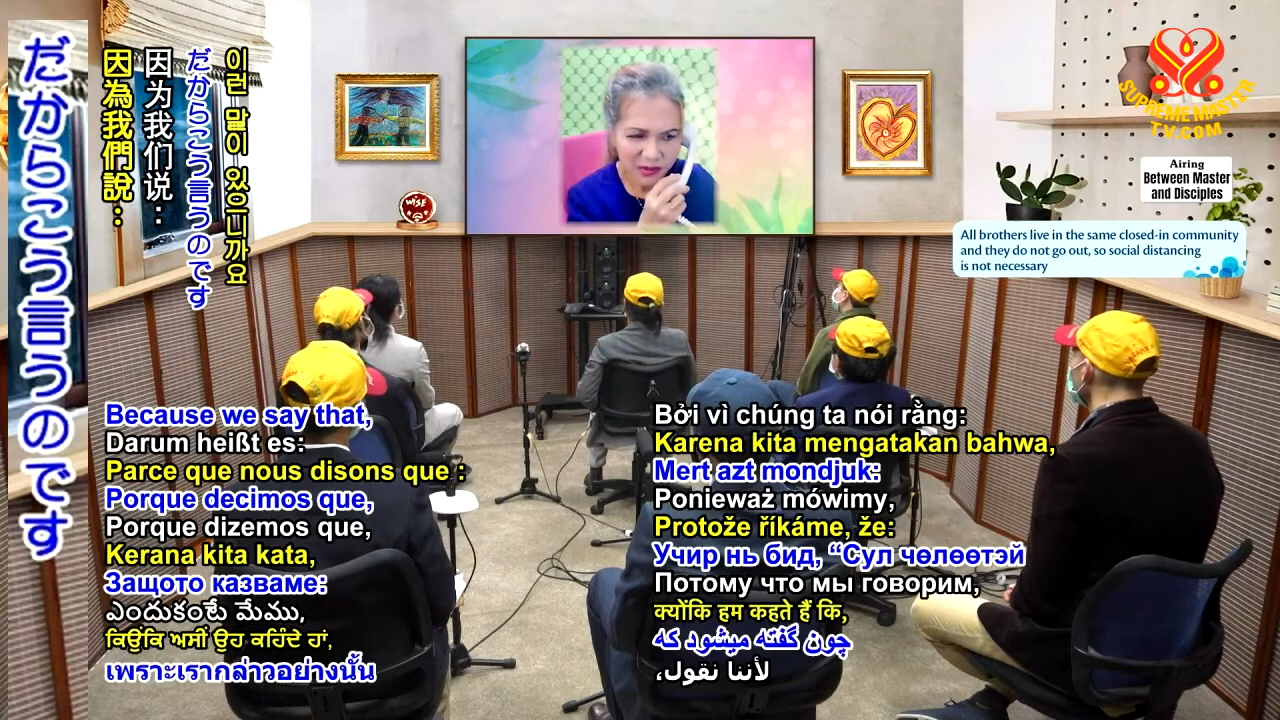 だからこう言うのです
因為我們說：
因为我们说：
だからこう言うのです
이런 말이 있으니까요
WISE
SUPREME MASTER
TV.COM
Airing
Between Master
and Disciples
All brothers live in the same closed-in community
and they do not go out, so social distancing
is not necessary
Because we say that,
Darum heißt es:
Parce que nous disons que :
Porque decimos que,
Porque dizemos que,
Kerana kita kata,
Защото казваме:
ఎందుకంటే మేము,
ਕਿਉਂਕਿ ਅਸੀਂ ਉਹ ਕਹਿੰਦੇ ਹਾਂ,
เพราะเรากล่าวอย่างนั้น
Bởi vì chúng ta nói rằng:
Karena kita mengatakan bahwa,
Mert azt mondjuk:
Ponieważ mówimy,
Protože říkáme, že:
Учир нь бид, “Сул чөлөөтэй
Потому что мы говорим,
क्योंकि हम कहते हैं कि,
چون گفته میشود که
لأننا نقول،